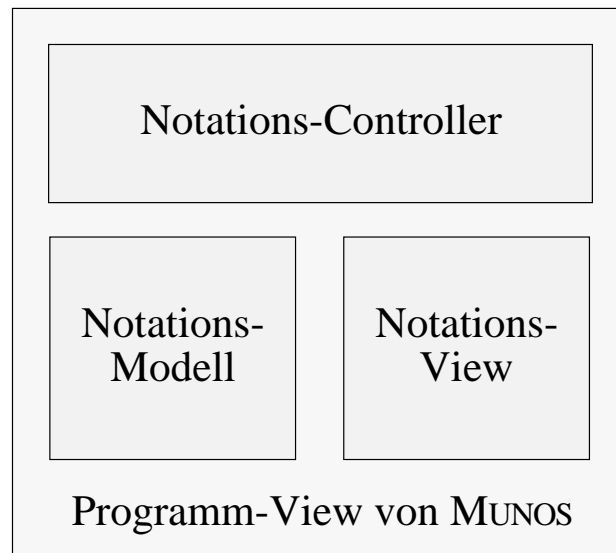 Notations-Controller
Notations-
Modell
Notations-
View
Programm-View von MUNOS